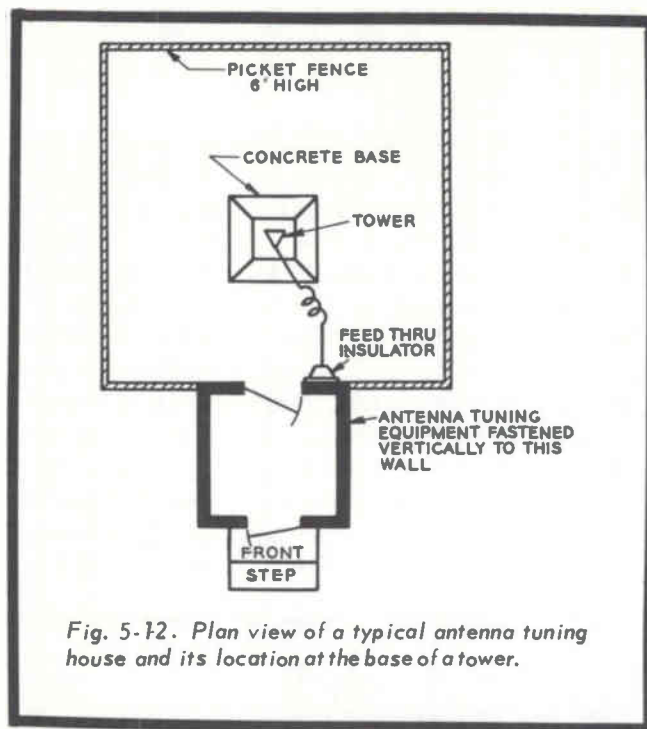 PICKET FENCE
6' HIGH
CONCRETE BASE
TOWER
FEED THRU
INSULATOR
ANTENNA TUNING
EQUIPMENT FASTENED
VERTICALLY TO THIS
WALL
FRONT
STEP
Fig. 5-12. Plan view of a typical antenna tuning
house and its location at the base of a tower.